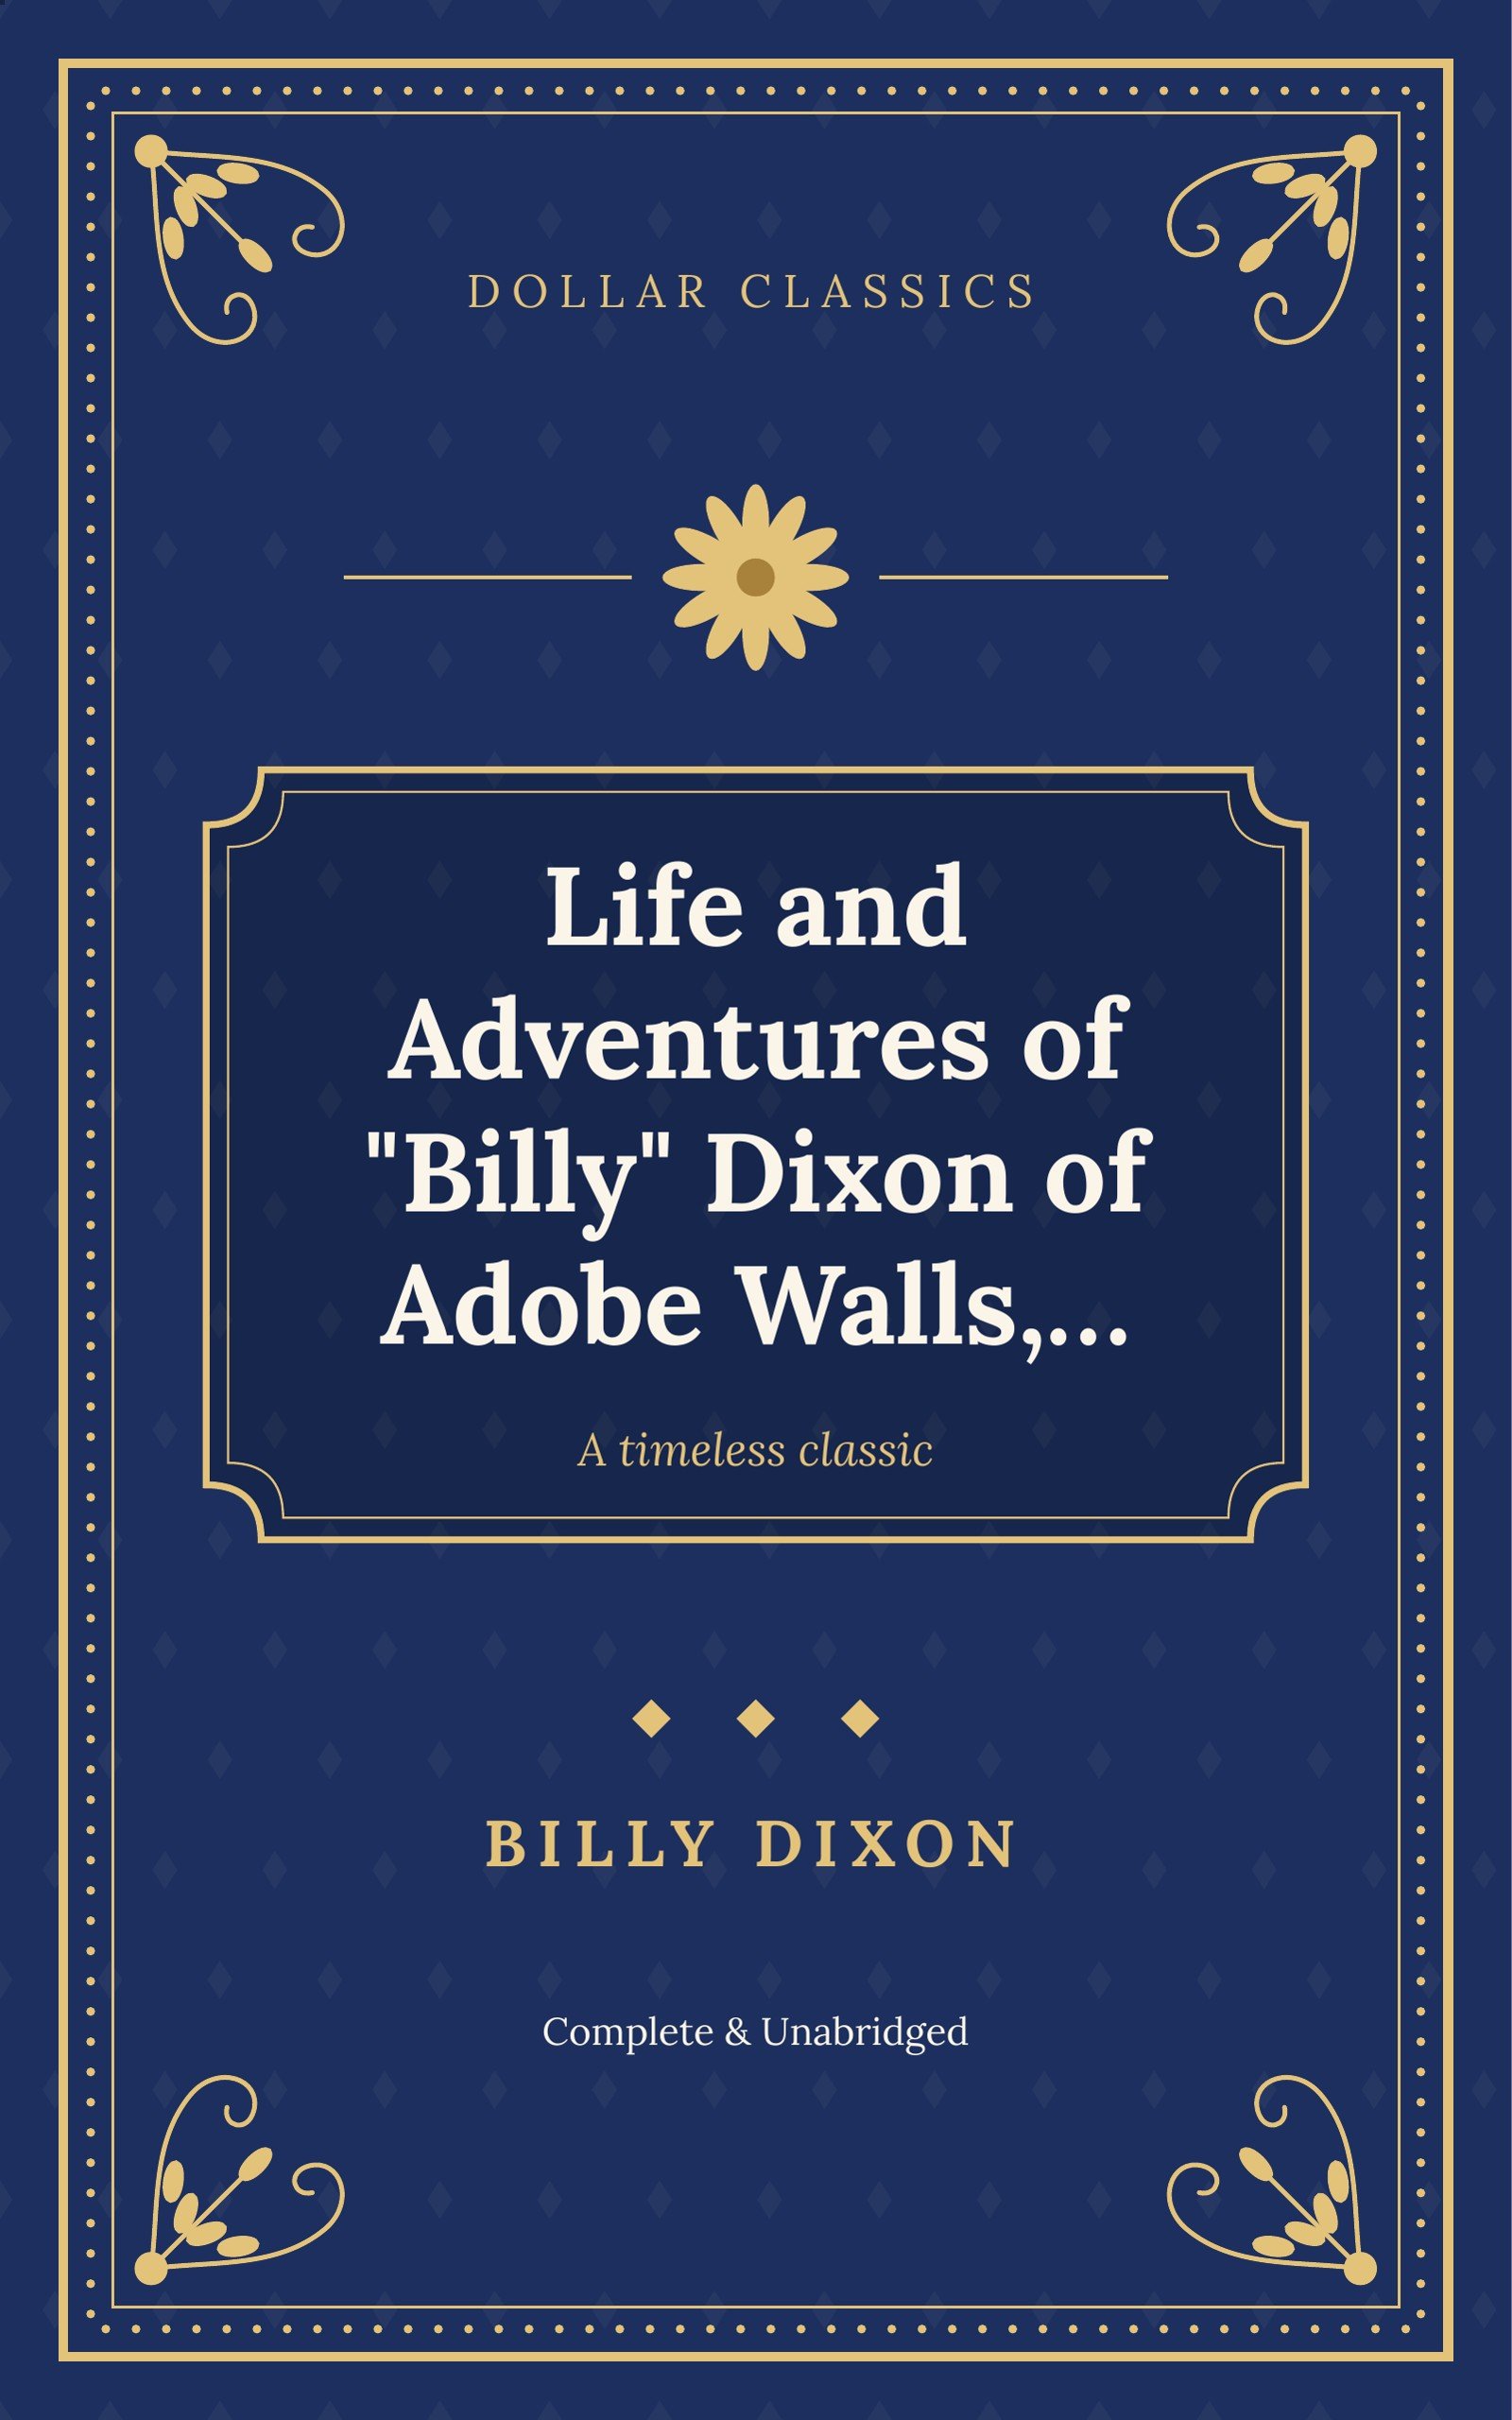 DOLLAR CLASSICS
Life and
Adventures of
"Billy" Dixon of
Adobe Walls,...
A timeless classic
BILLY DIXON
Complete & Unabridged